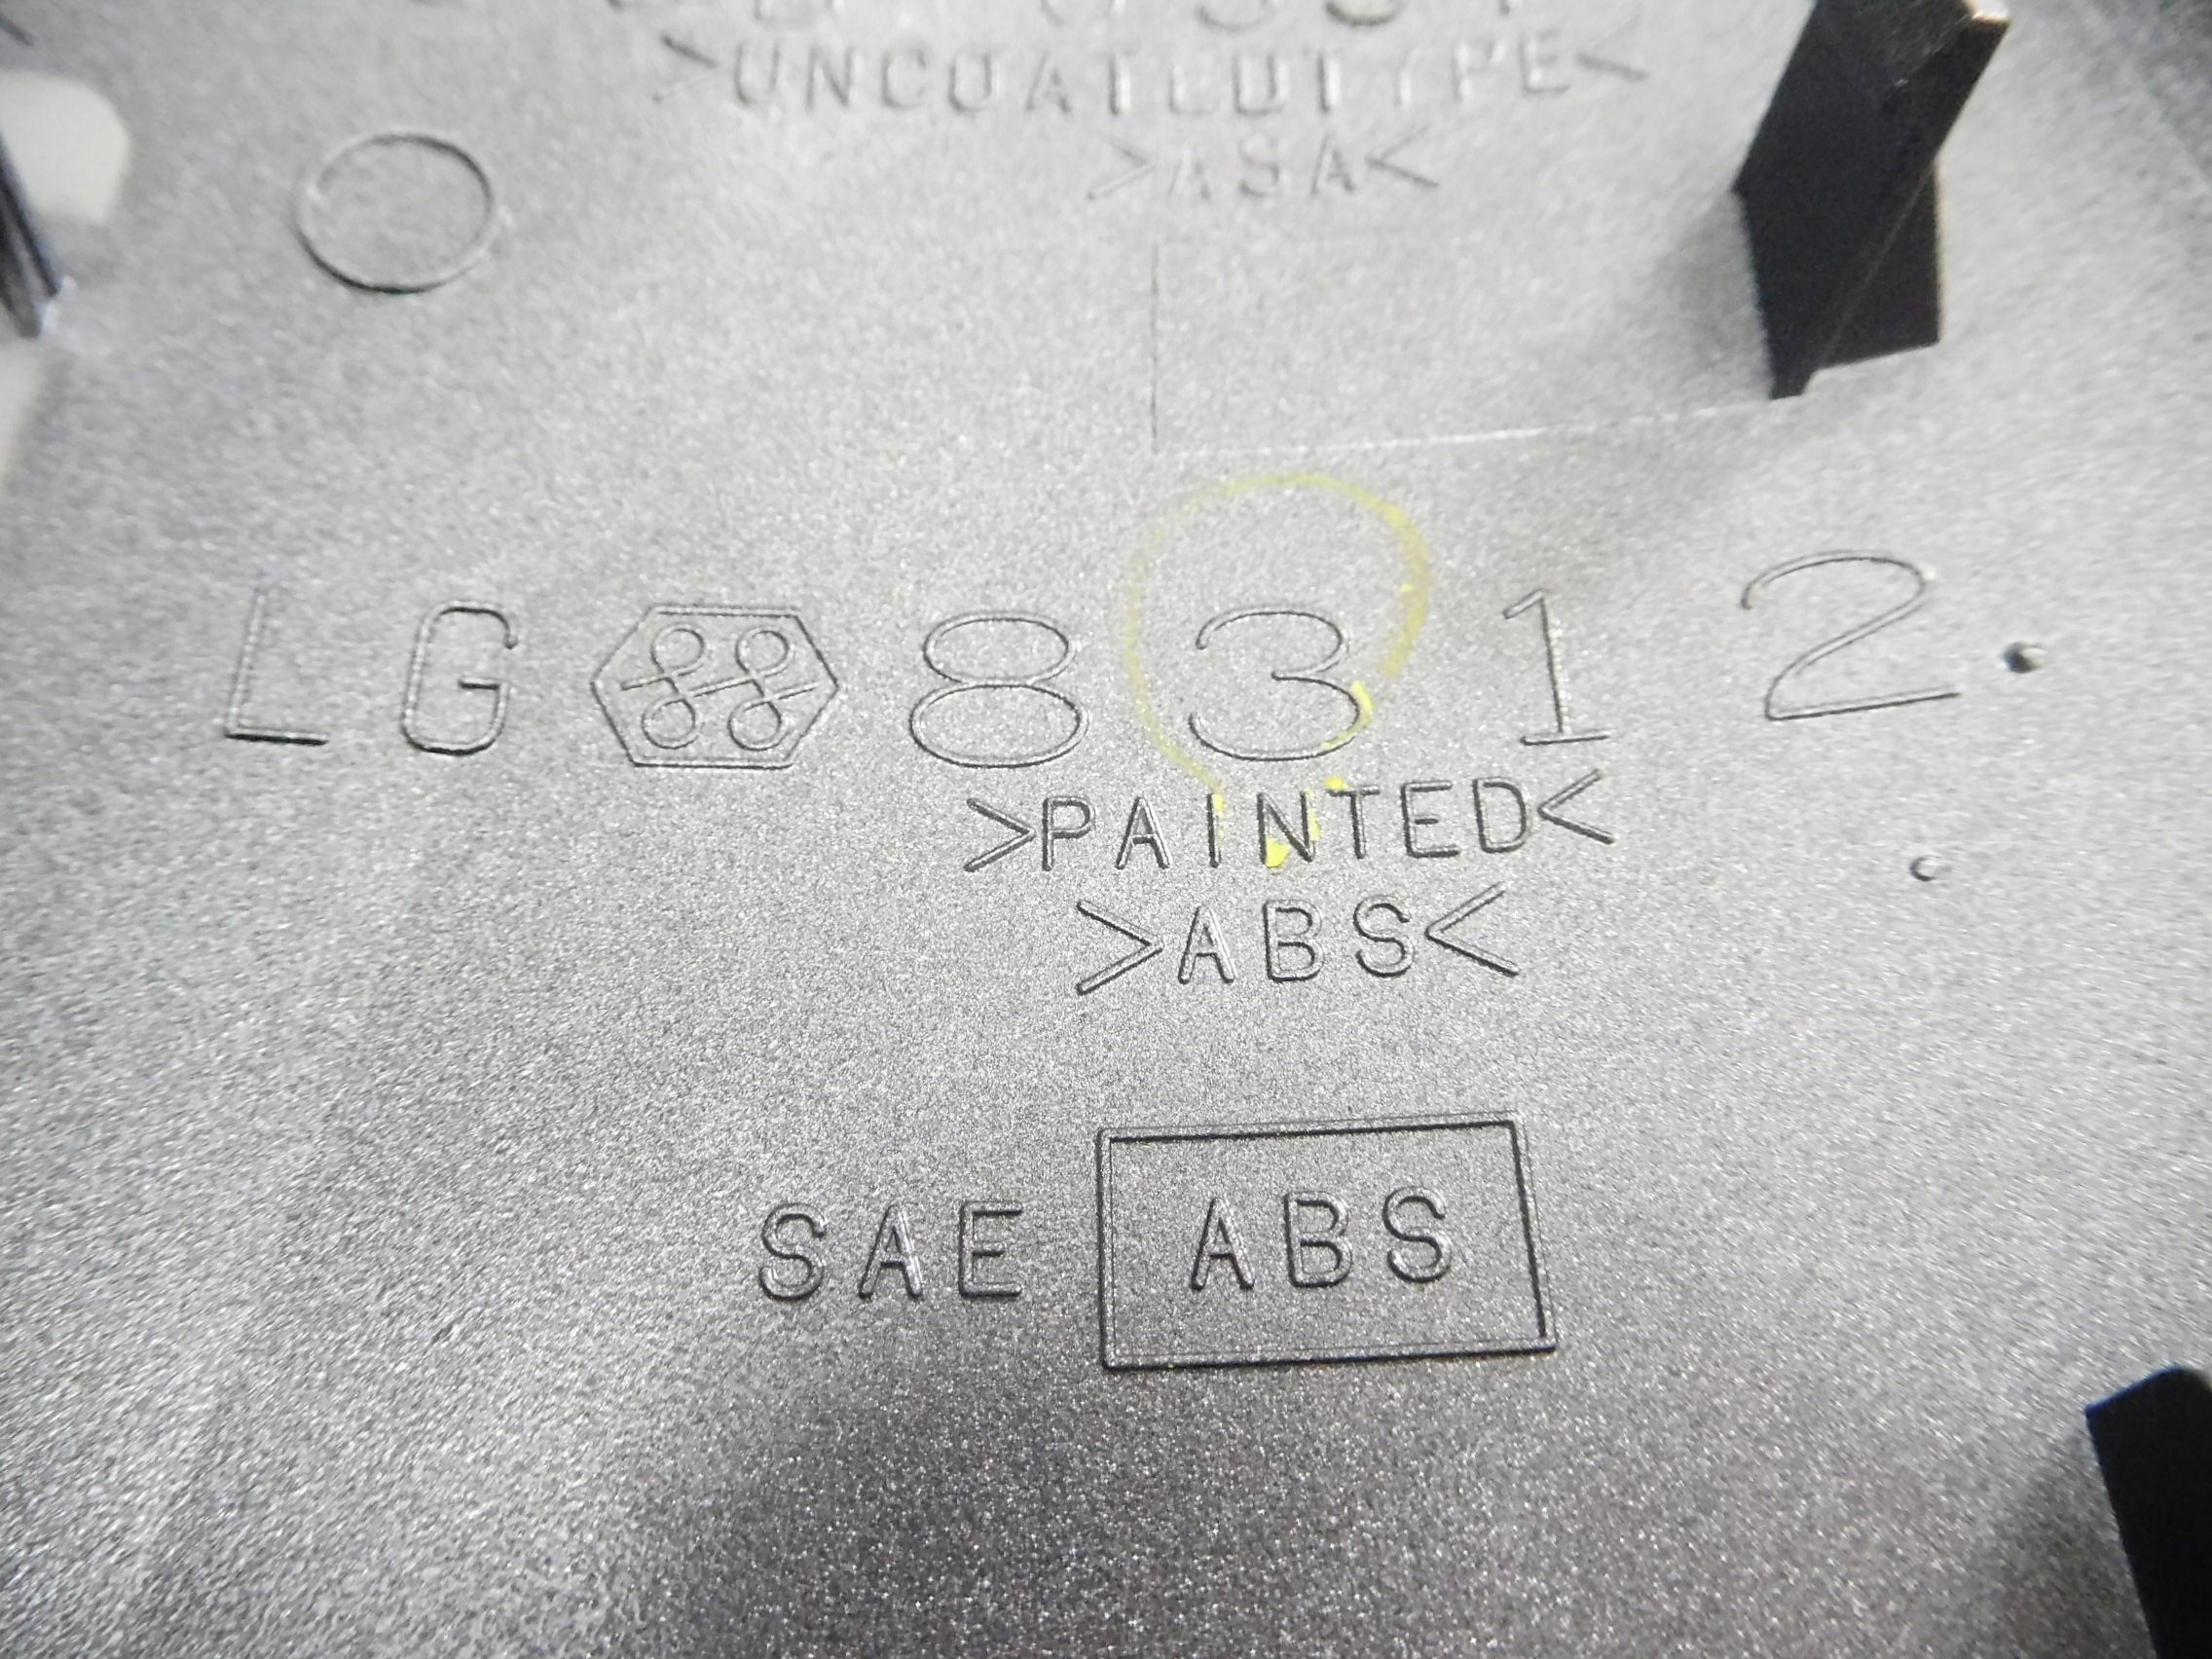 >UNCOATEDTYPE<
>ASA<
LG 8312.
>PAINTED<
>ABS<
SAE ABS